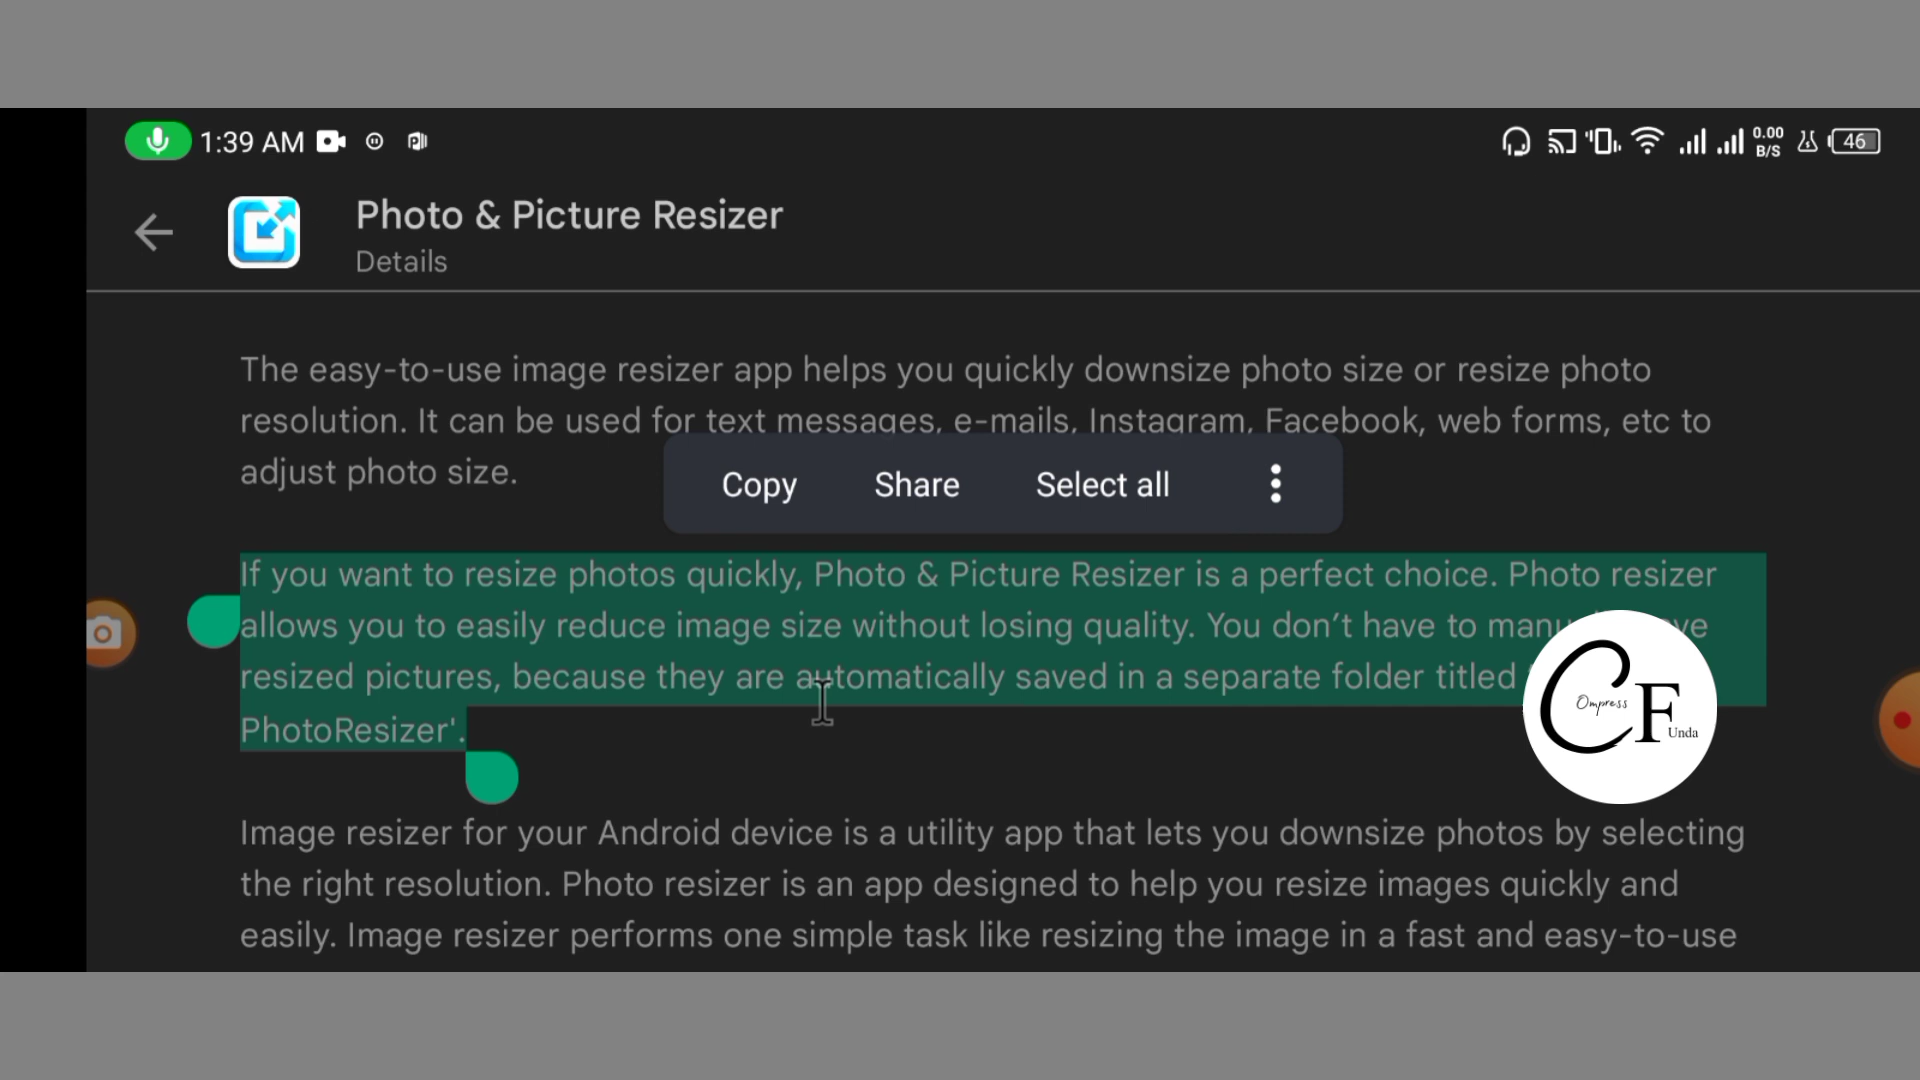 1:39 AM
0.00
B/S
46
Photo & Picture Resizer
Details
The easy-to-use image resizer app helps you quickly downsize photo size or resize photo
resolution. It can be used for text messages, e-mails, Instagram, Facebook, web forms, etc to
adjust photo size.
Copy Share Select all
If you want to resize photos quickly, Photo & Picture Resizer is a perfect choice. Photo resizer
allows you to easily reduce image size without losing quality. You don’t have to
resized pictures, because they are automatically saved in a separate folder titled
PhotoResizer'.
C ompress F unda
Image resizer for your Android device is a utility app that lets you downsize photos by selecting
the right resolution. Photo resizer is an app designed to help you resize images quickly and
easily. Image resizer performs one simple task like resizing the image in a fast and easy-to-use